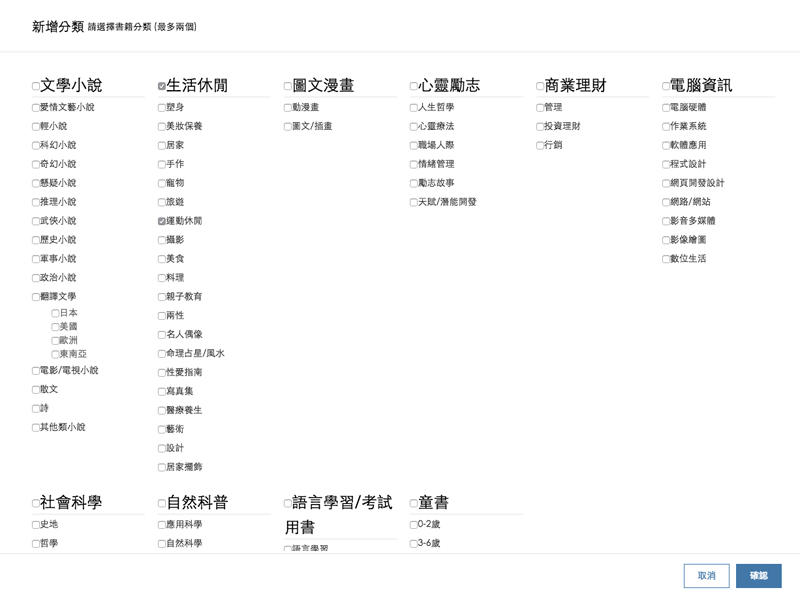 新增分類 請選擇書籍分類 (最多兩個)
文學小說
愛情文藝小說
輕小說
科幻小說
奇幻小說
懸疑小說
推理小說
武俠小說
歷史小說
軍事小說
政治小說
翻譯文學
日本
美國
歐洲
東南亞
電影/電視小說
散文
詩
其他類小說
生活休閒
塑身
美妝保養
居家
手作
寵物
旅遊
運動休閒
攝影
美食
料理
親子教育
兩性
名人偶像
命理占星/風水
性愛指南
寫真集
醫療養生
藝術
設計
居家擺飾
圖文漫畫
動漫畫
圖文/插畫
心靈勵志
人生哲學
心靈療法
職場人際
情緒管理
勵志故事
天賦/潛能開發
商業理財
管理
投資理財
行銷
電腦資訊
電腦硬體
作業系統
軟體應用
程式設計
網頁開發設計
網路/網站
影音多媒體
影像繪圖
數位生活
社會科學
史地
哲學
自然科普
應用科學
自然科學
語言學習/考試
用書
語言學習
童書
0-2歲
3-6歲
取消
確認